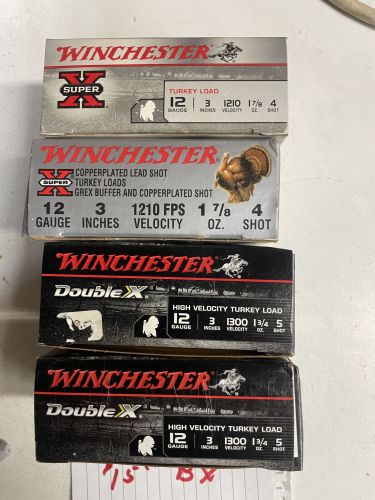 WINCHESTER
SUPER X
TURKEY LOAD
12 GAUGE 3 INCHES 1210 VELOCITY 1 7/8 OZ. 4 SHOT
WINCHESTER
SUPER X
COPPERPLATED LEAD SHOT
TURKEY LOADS
GREX BUFFER AND COPPERPLATED SHOT
12 3 1210 FPS 1 7/8 4
GAUGE INCHES VELOCITY OZ. SHOT
WINCHESTER
Double X
HIGH VELOCITY TURKEY LOAD
12 3 1300 1 3/4 5
GAUGE INCHES VELOCITY OZ. SHOT
WINCHESTER
Double X
HIGH VELOCITY TURKEY LOAD
12 3 1300 1 3/4 5
GAUGE INCHES VELOCITY OZ. SHOT
15 BX